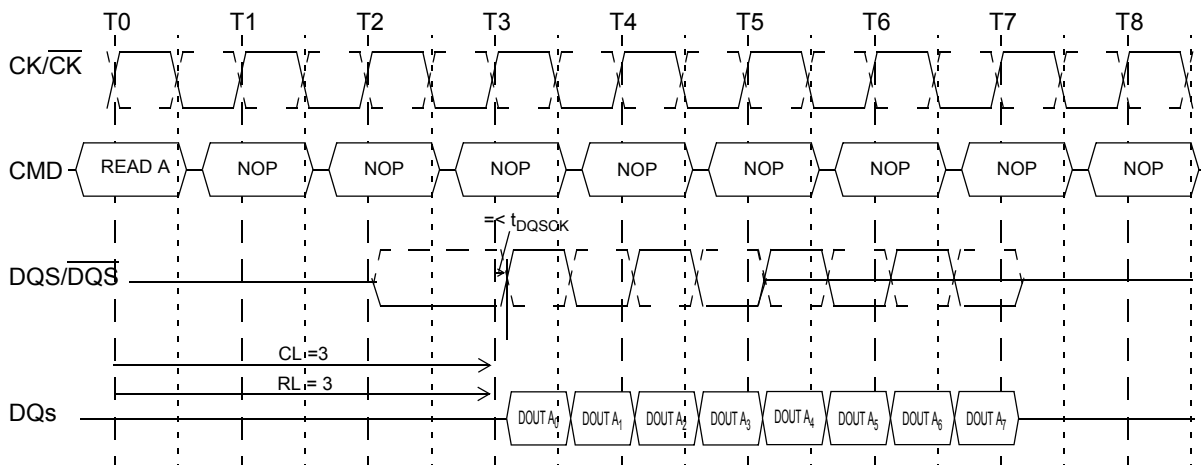 T0 T1 T2 T3 T4 T5 T6 T7 T8
CK/C̅K̅
CMD READ A NOP NOP NOP NOP NOP NOP NOP NOP
=< tDQSCK
DQS/D̅Q̅S̅
CL =3
RL = 3
DQs DOUT A0 DOUT A1 DOUT A2 DOUT A3 DOUT A4 DOUT A5 DOUT A6 DOUT A7